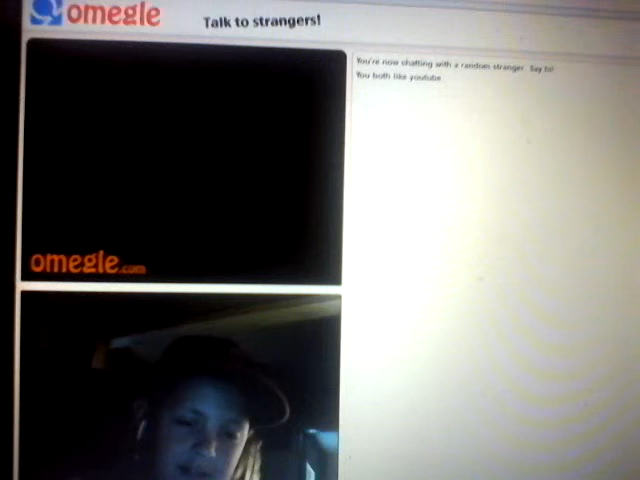 omegle
Talk to strangers!
You're now chatting with a random stranger. Say hi!
You both like youtube.
omegle.com